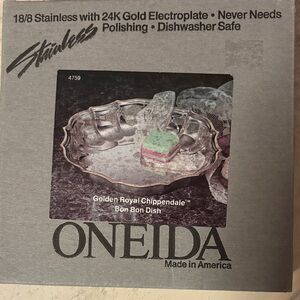 18/8 Stainless with 24K Gold Electroplate • Never Needs
Polishing • Dishwasher Safe
Stainless
4759
Golden Royal Chippendale™
Bon Bon Dish
ONEIDA
Made in America